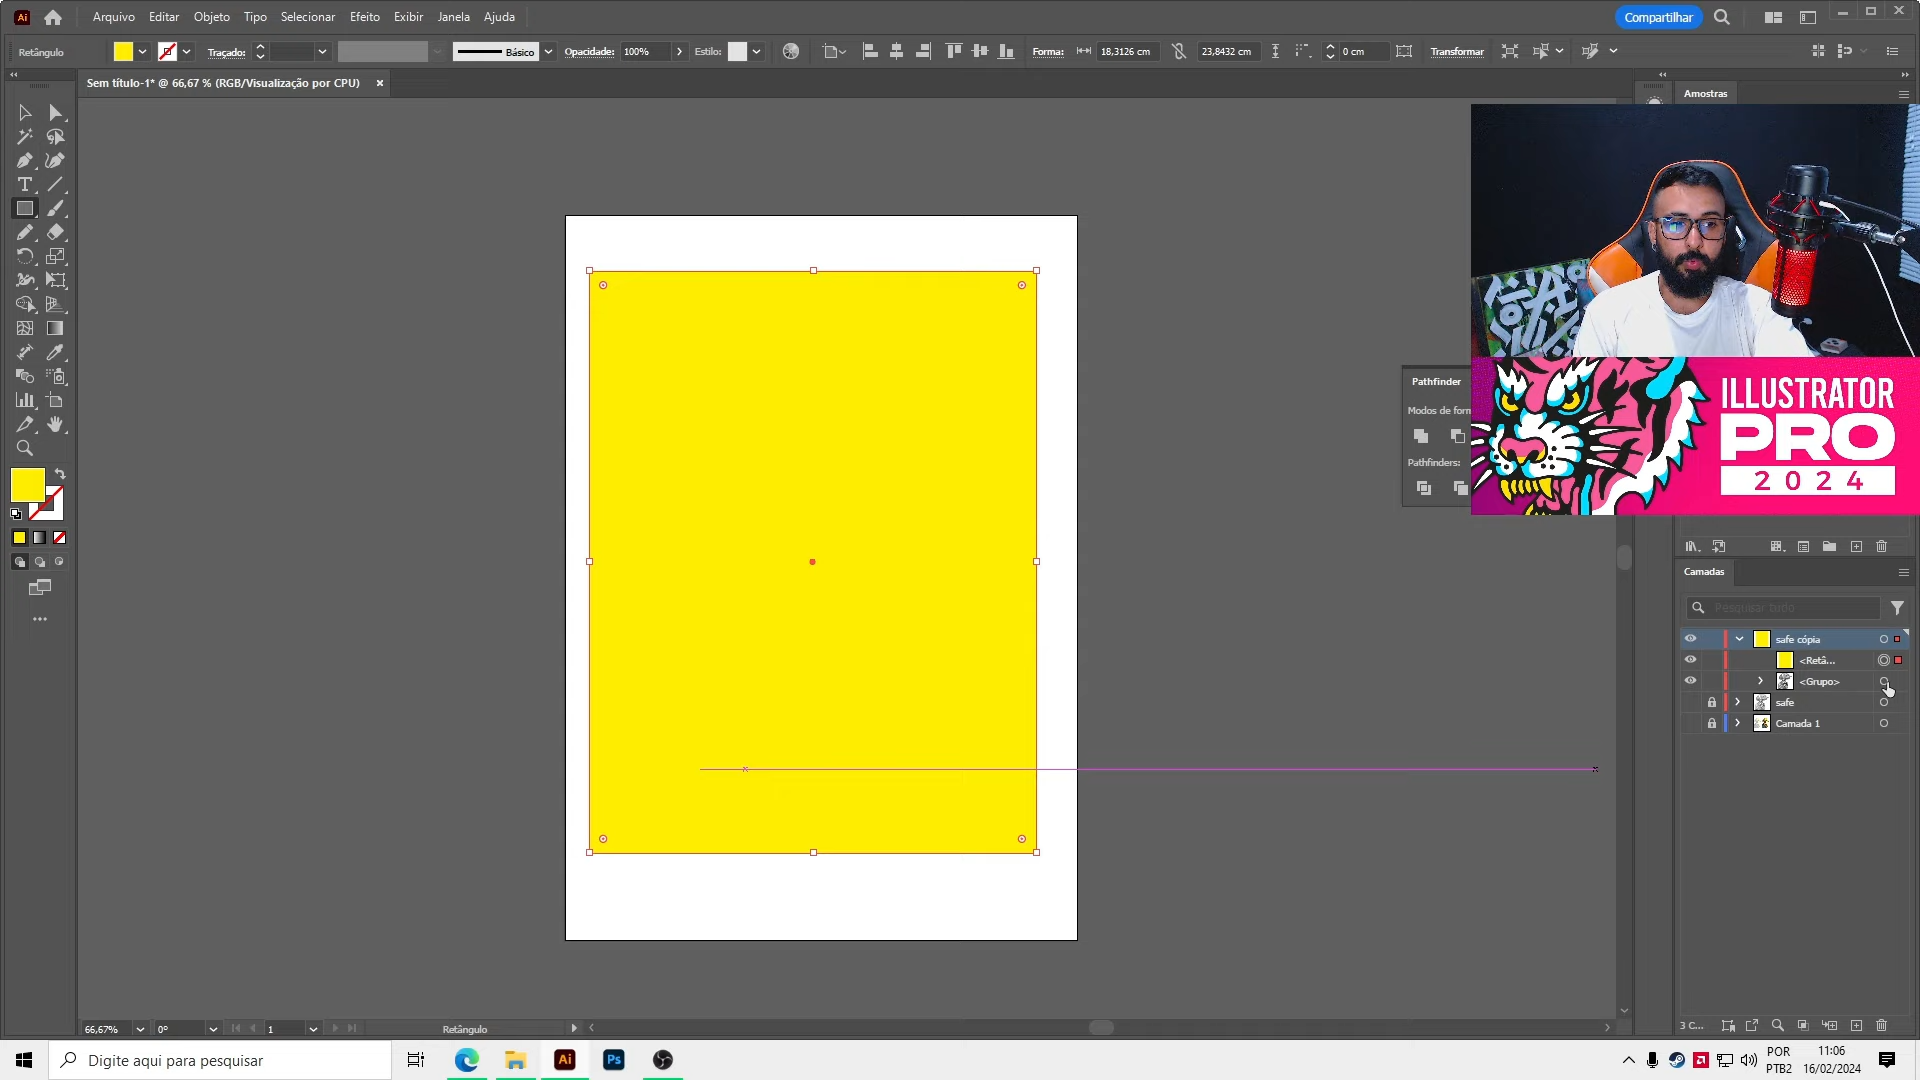 Ai
Arquivo Editar Objeto Tipo Selecionar Efeito Exibir Janela Ajuda
Compartilhar
Retângulo
Traçado:
Básico
Opacidade: 100%
Estilo:
Forma: 18,3126 cm 23,8432 cm 0 cm
Transformar
Sem título-1* @ 66,67 % (RGB/Visualização por CPU)
Amostras
Pathfinder
Modos de form
Pathfinders:
ILLUSTRATOR
PRO
2024
Camadas
Pesquisar tudo
safe cópia
<Retâ...
<Grupo>
safe
Camada 1
66,67% 0° 1 Retângulo
3 C...
Digite aqui para pesquisar
Ai Ps
POR 11:06
PTB2 16/02/2024